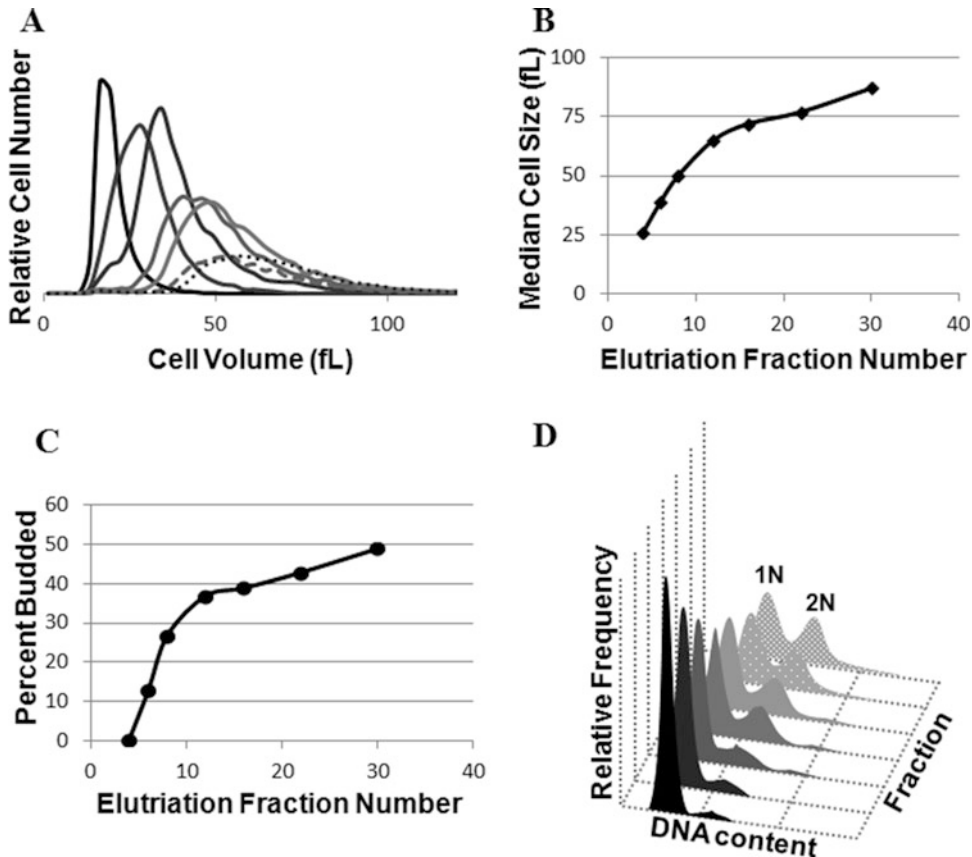 A
Relative Cell Number
0
50
100
Cell Volume (fL)
B
Median Cell Size (fL)
100
75
50
25
0
0
10
20
30
40
Elutriation Fraction Number
C
Percent Budded
60
50
40
30
20
10
0
0
10
20
30
40
Elutriation Fraction Number
D
Relative Frequency
1N
2N
DNA content
Fraction